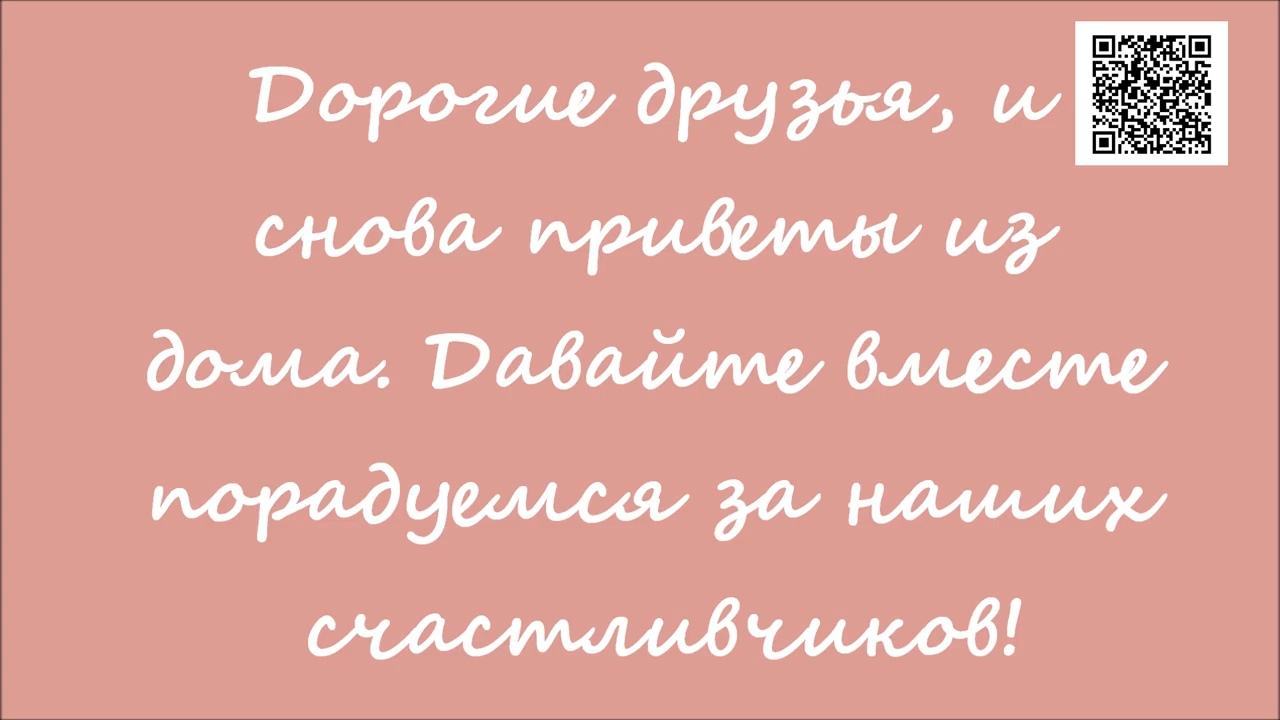 Дорогие друзья, и
снова приветы из
дома. Давайте вместе
порадуемся за наших
счастливчиков!